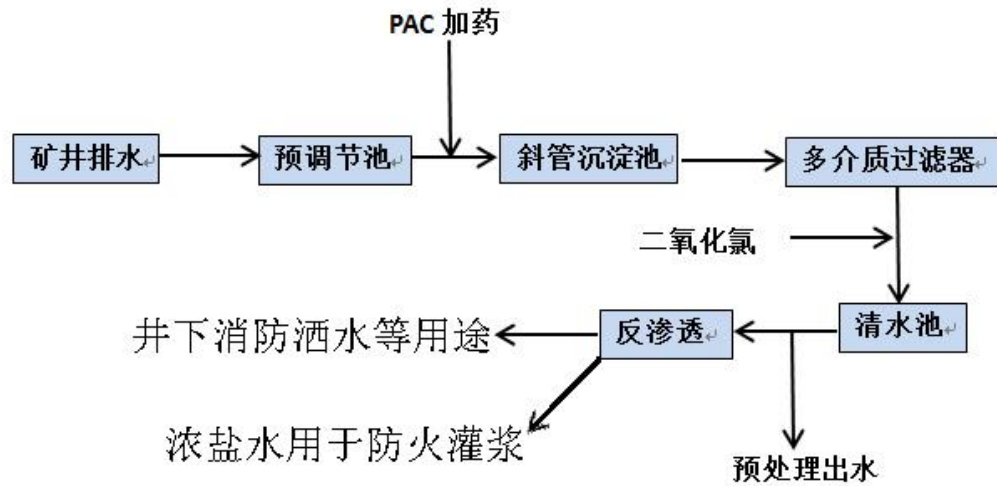 PAC 加药
矿井排水
预调节池
斜管沉淀池
多介质过滤器
二氧化氯
清水池
反渗透
井下消防洒水等用途
浓盐水用于防火灌浆
预处理出水